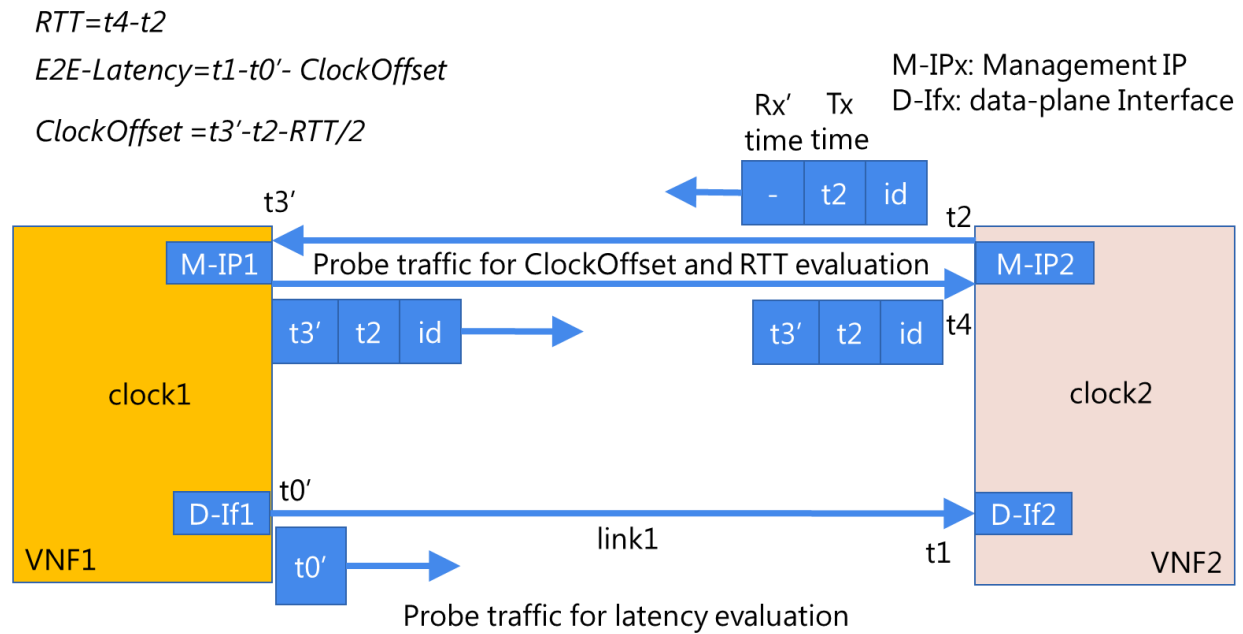 RTT=t4-t2
E2E-Latency=t1-t0′- ClockOffset
ClockOffset =t3′-t2-RTT/2
M-IPx: Management IP
D-Ifx: data-plane Interface
Rx′ Tx
time time
- t2 id
t3′
t2
M-IP1
Probe traffic for ClockOffset and RTT evaluation
M-IP2
t3′ t2 id
t3′ t2 id
t4
clock1
clock2
t0′
D-If1
D-If2
link1
t1
VNF1
t0′
VNF2
Probe traffic for latency evaluation